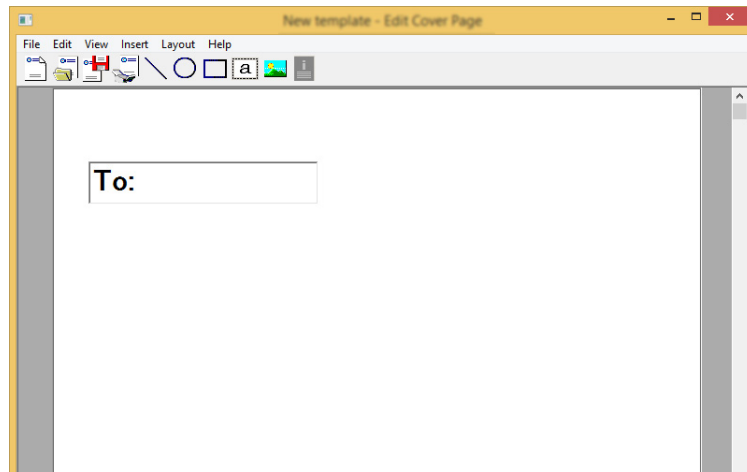 New template - Edit Cover Page
File Edit View Insert Layout Help
a
i
To: